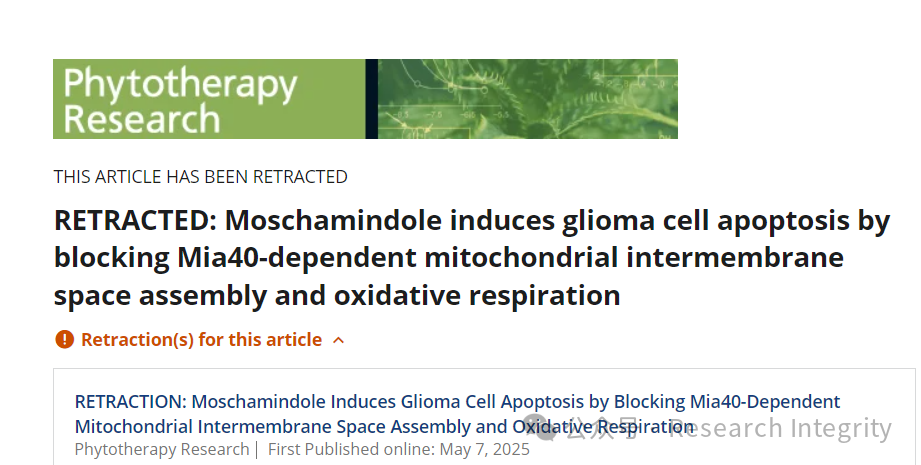 Phytotherapy
Research
THIS ARTICLE HAS BEEN RETRACTED
RETRACTED: Moschamindole induces glioma cell apoptosis by
blocking Mia40-dependent mitochondrial intermembrane
space assembly and oxidative respiration
! Retraction(s) for this article
RETRACTION: Moschamindole Induces Glioma Cell Apoptosis by Blocking Mia40-Dependent
Mitochondrial Intermembrane Space Assembly and Oxidative Respiration
公众号 · Research Integrity
Phytotherapy Research | First Published online: May 7, 2025